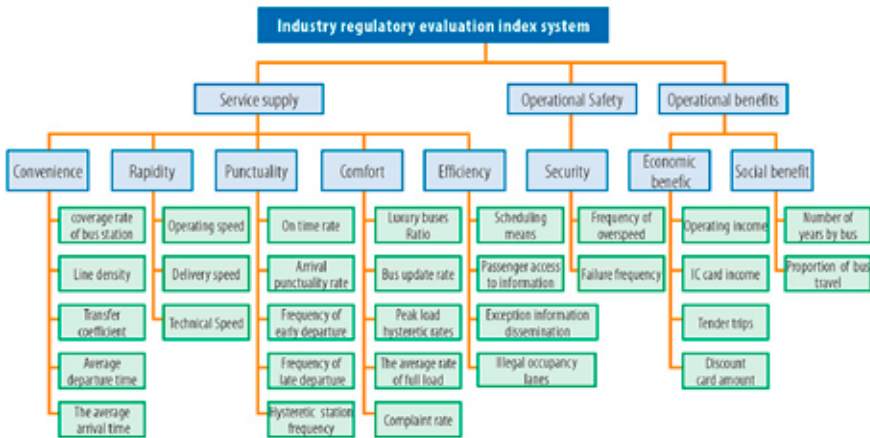 Industry regulatory evaluation index system
Service supply
Operational Safety
Operational benefits
Convenience
Rapidity
Punctuality
Comfort
Efficiency
Security
Economic
benefic
Social benefit
coverage rate
of bus station
Line density
Transfer
coefficient
Average
departure time
The average
arrival time
Operating speed
Delivery speed
Technical Speed
On time rate
Arrival
punctuality rate
Frequency of
early departure
Frequency of
late departure
Hysteretic station
frequency
Luxury buses
Ratio
Bus update rate
Peak load
hysteretic rates
The average rate
of full load
Complaint rate
Scheduling
means
Passenger access
to information
Exception information
dissemination
Illegal occupancy
lanes
Frequency of
overspeed
Failure frequency
Operating income
IC card income
Tender trips
Discount
card amount
Number of
years by bus
Proportion of bus
travel